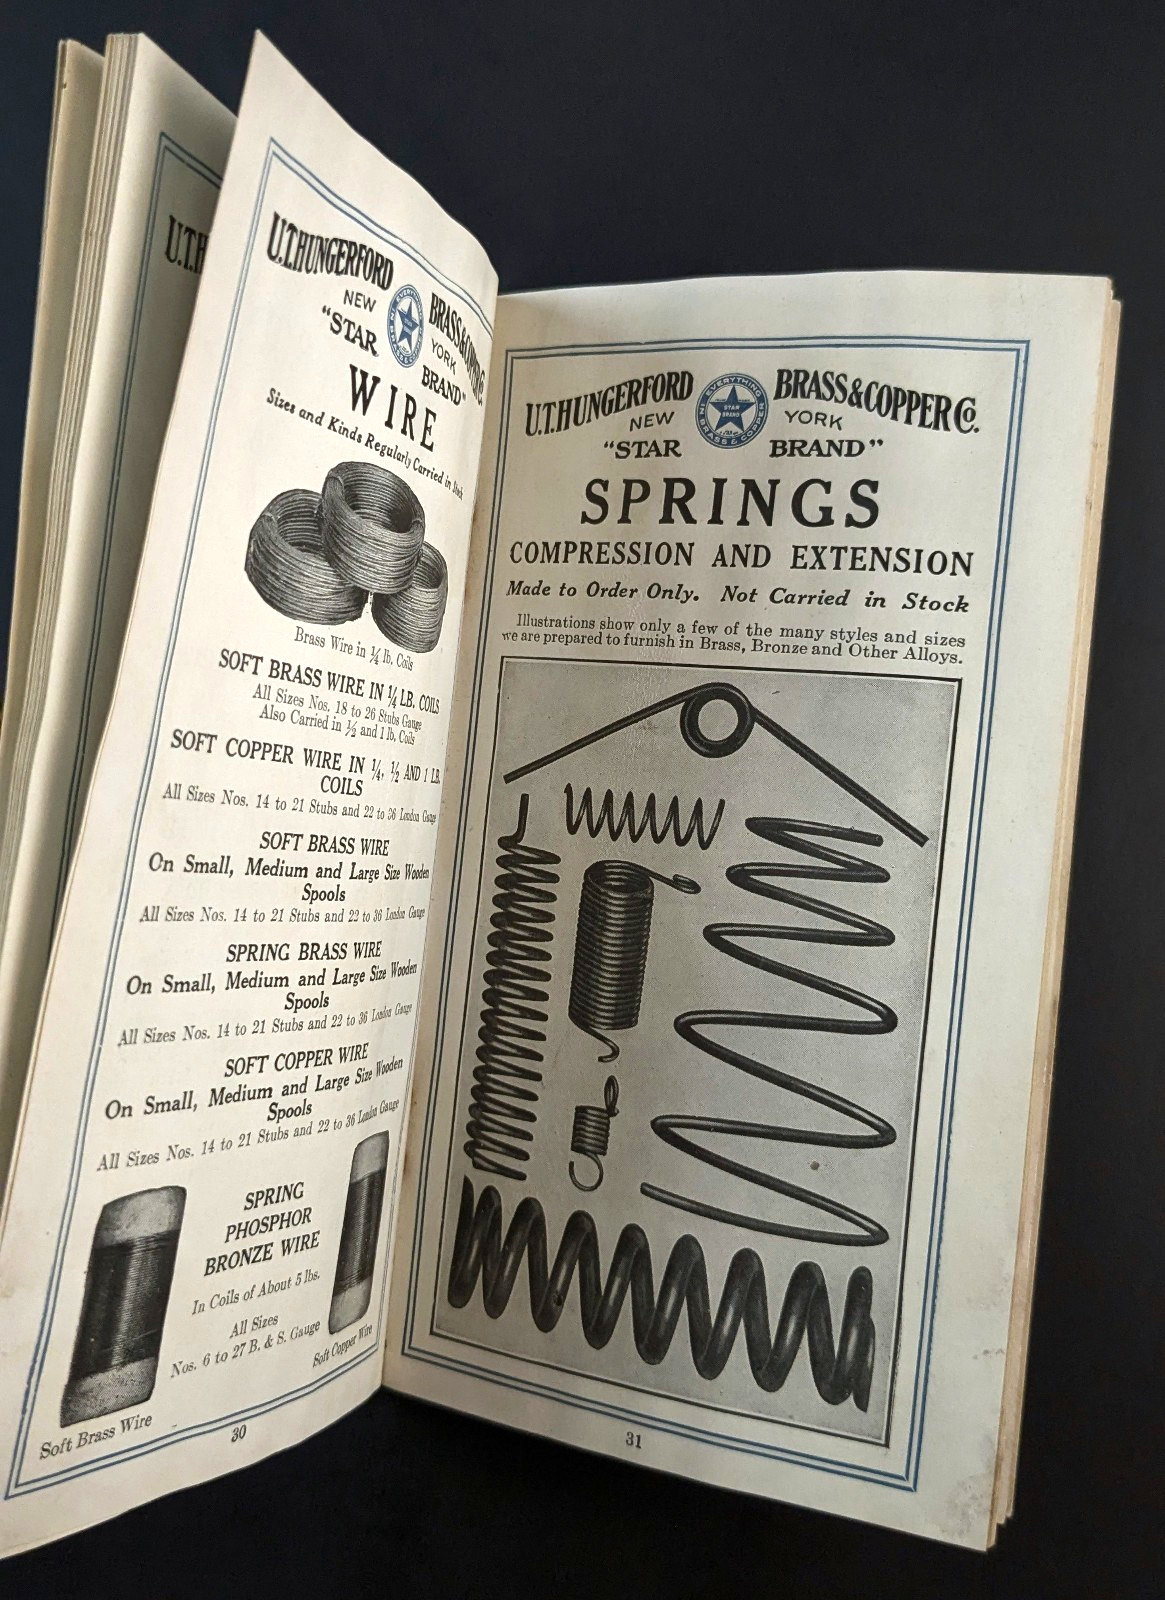 U.T.H
U.T.HUNGERFORD BRASS&COPPER Co.
NEW YORK
"STAR BRAND"
WIRE
Sizes and Kinds Regularly Carried in Stock
Brass Wire in ¼ lb. Coils
SOFT BRASS WIRE IN ¼ LB. COILS
All Sizes Nos. 18 to 26 Stubs Gauge
Also Carried in ½ and 1 lb. Coils
SOFT COPPER WIRE IN ¼, ½ AND 1 LB.
COILS
All Sizes Nos. 14 to 21 Stubs and 22 to 36 London Gauge
SOFT BRASS WIRE
On Small, Medium and Large Size Wooden
Spools
All Sizes Nos. 14 to 21 Stubs and 22 to 36 London Gauge
SPRING BRASS WIRE
On Small, Medium and Large Size Wooden
Spools
All Sizes Nos. 14 to 21 Stubs and 22 to 36 London Gauge
SOFT COPPER WIRE
On Small, Medium and Large Size Wooden
Spools
All Sizes Nos. 14 to 21 Stubs and 22 to 36 London Gauge
SPRING
PHOSPHOR
BRONZE WIRE
In Coils of About 5 lbs.
All Sizes
Nos. 6 to 27 B. & S. Gauge
Soft Copper Wire
Soft Brass Wire
30
U.T.HUNGERFORD BRASS&COPPER Co.
EVERYTHING IN BRASS & COPPER
STAR
BRAND
NEW YORK
"STAR BRAND"
SPRINGS
COMPRESSION AND EXTENSION
Made to Order Only. Not Carried in Stock
Illustrations show only a few of the many styles and sizes
we are prepared to furnish in Brass, Bronze and Other Alloys.
31